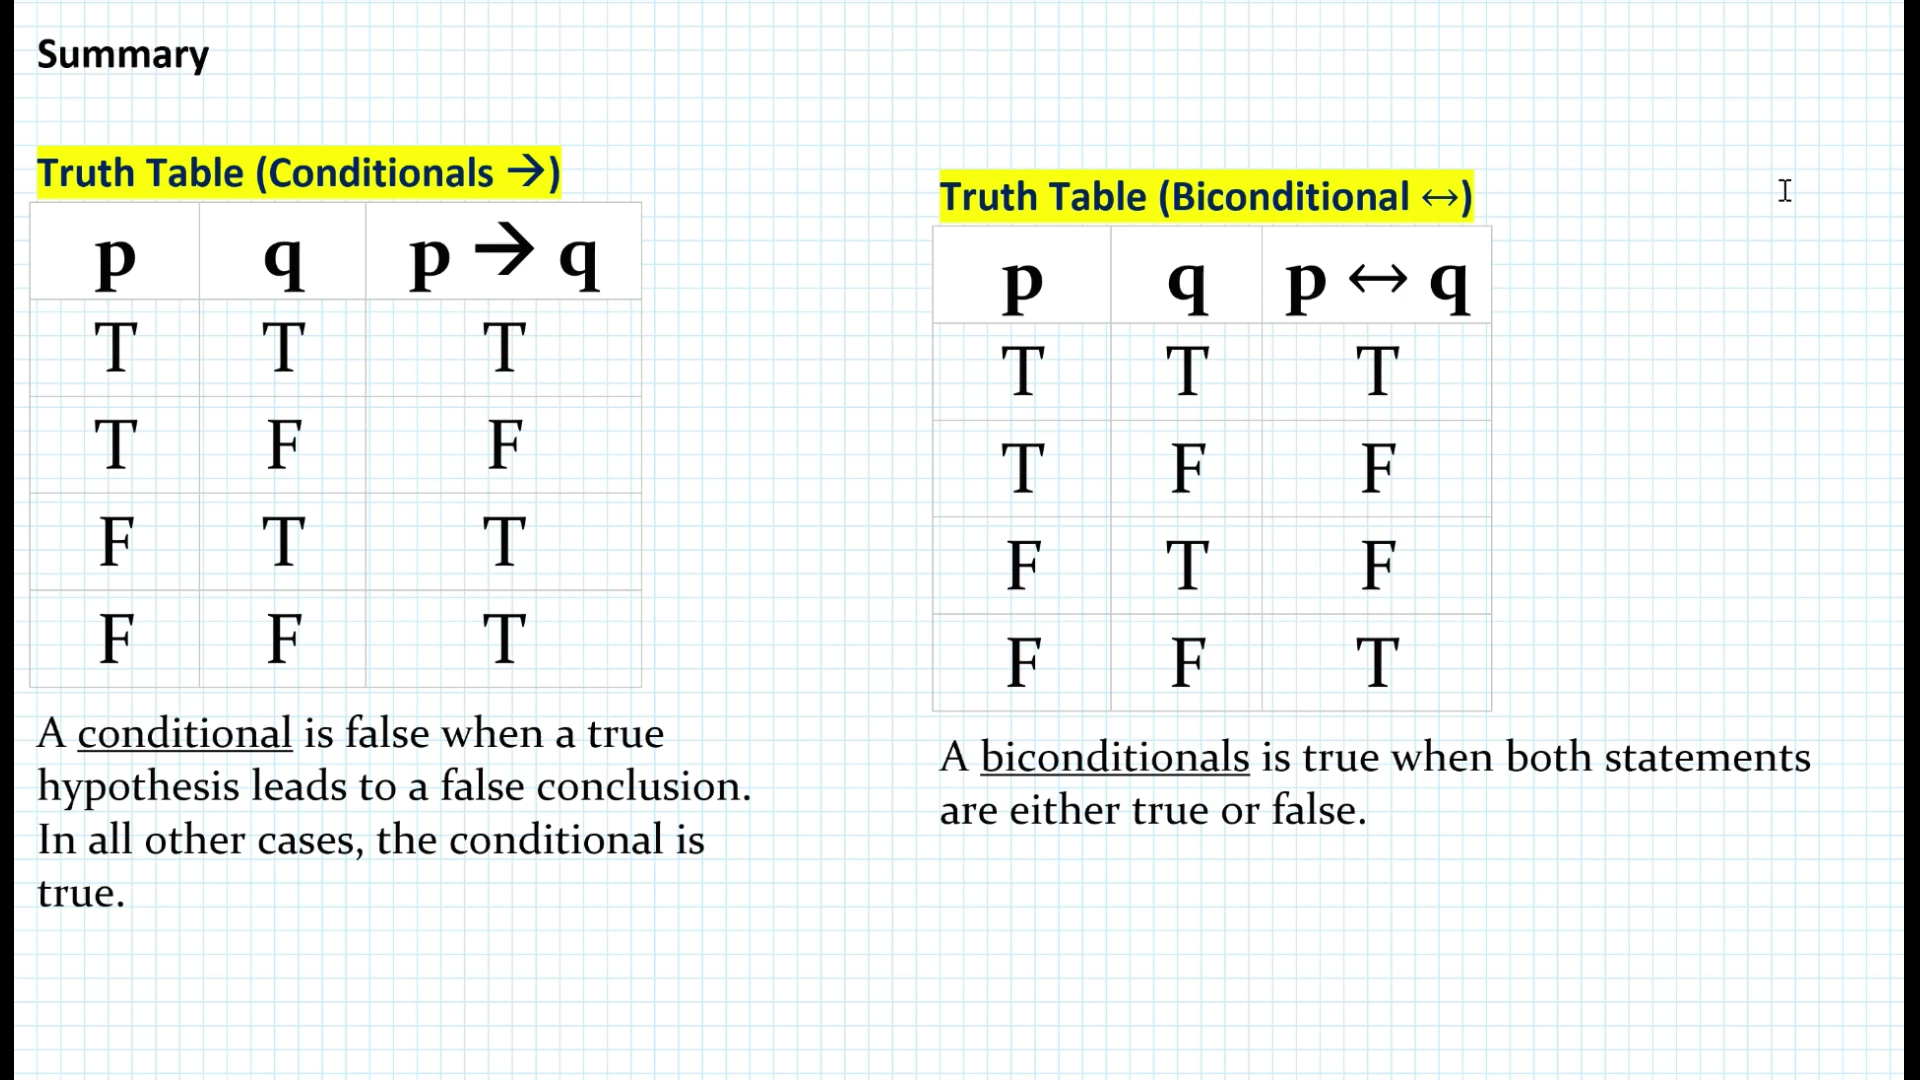 Summary
Truth Table (Conditionals →)
p q p → q
T T T
T F F
F T T
F F T
A conditional is false when a true
hypothesis leads to a false conclusion.
In all other cases, the conditional is
true.
Truth Table (Biconditional ↔)
p q p ↔ q
T T T
T F F
F T F
F F T
A biconditionals is true when both statements
are either true or false.